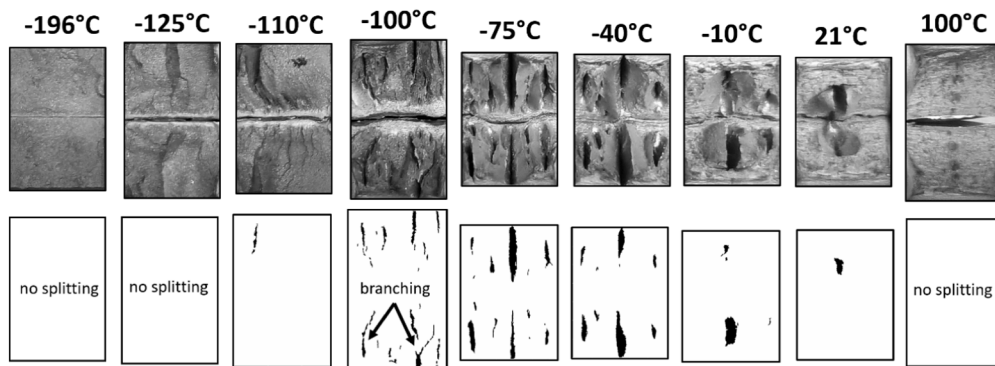 -196°C
-125°C
-110°C
-100°C
-75°C
-40°C
-10°C
21°C
100°C
no splitting
no splitting
branching
no splitting